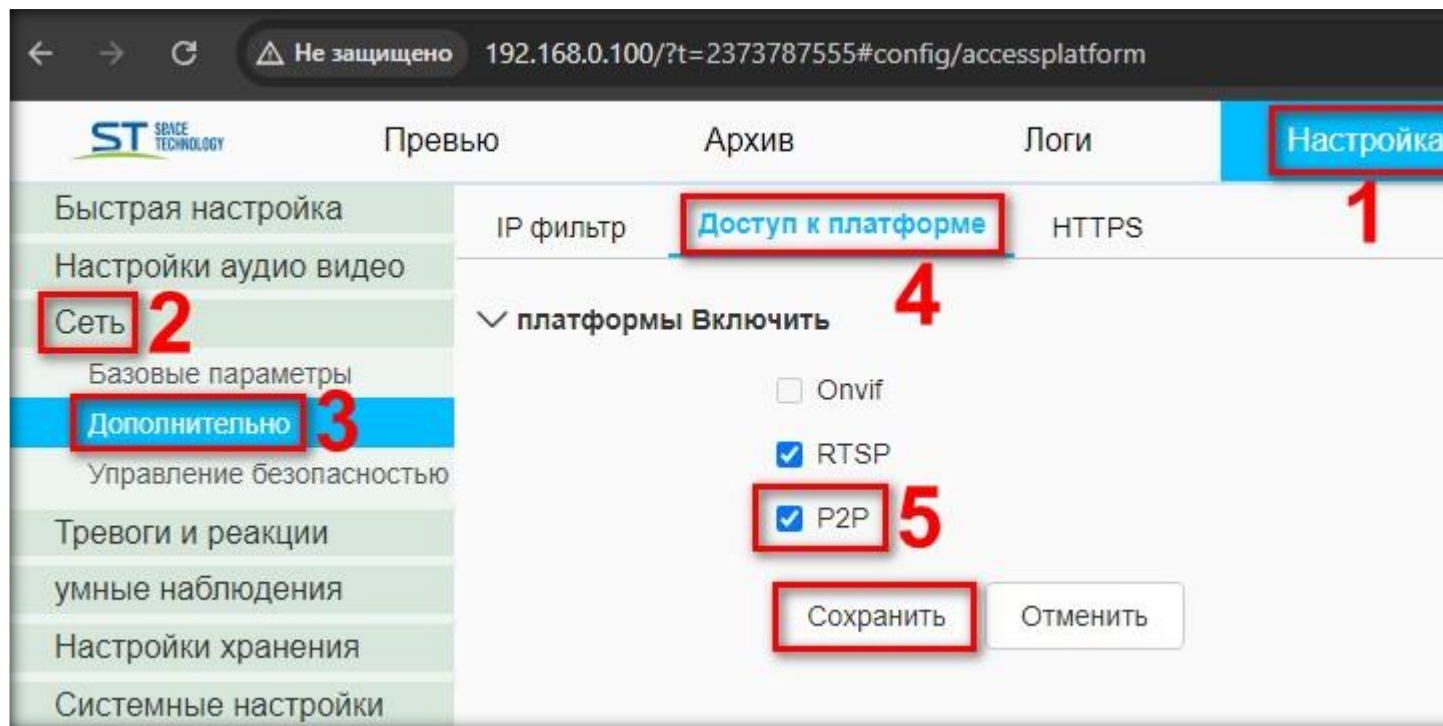 Не защищено 192.168.0.100/?t=2373787555#config/accessplatform
ST SPACE TECHNOLOGY Превью Архив Логи Настройка
1
Быстрая настройка
IP фильтр Доступ к платформе HTTPS
4
Настройки аудио видео
Сеть 2
платформы Включить
Базовые параметры
Onvif
Дополнительно 3
RTSP
Управление безопасностью
P2P 5
Тревоги и реакции
умные наблюдения
Сохранить Отменить
Настройки хранения
Системные настройки